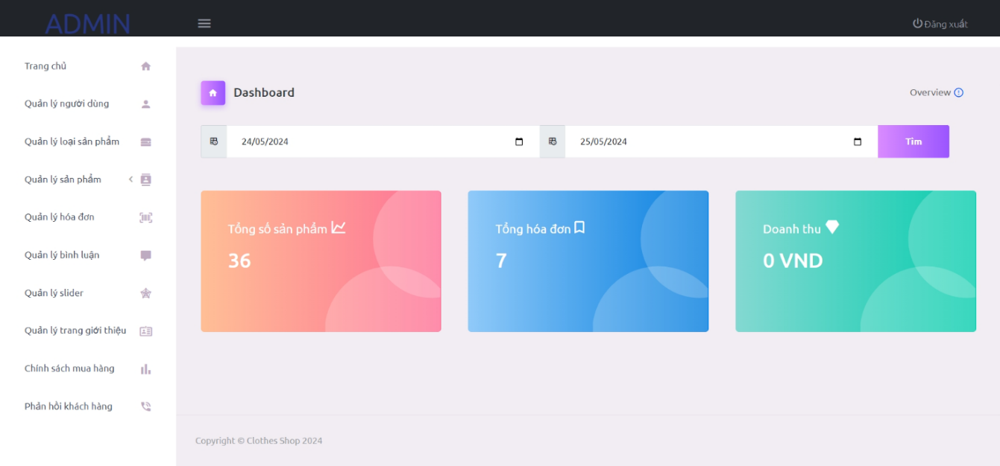 ADMIN
Đăng xuất
Trang chủ
Quản lý người dùng
Quản lý loại sản phẩm
Quản lý sản phẩm
Quản lý hóa đơn
Quản lý bình luận
Quản lý slider
Quản lý trang giới thiệu
Chính sách mua hàng
Phản hồi khách hàng
Dashboard
Overview
24/05/2024
25/05/2024
Tìm
Tổng số sản phẩm
36
Tổng hóa đơn
7
Doanh thu
0 VND
Copyright © Clothes Shop 2024